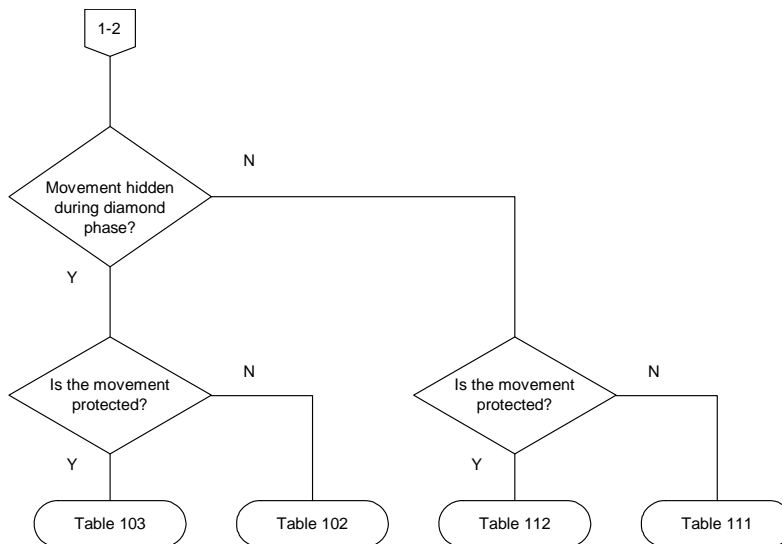 1-2
N
Movement hidden
during diamond
phase?
Y
Is the movement
protected?
N
Is the movement
protected?
N
Y
Y
Table 103
Table 102
Table 112
Table 111